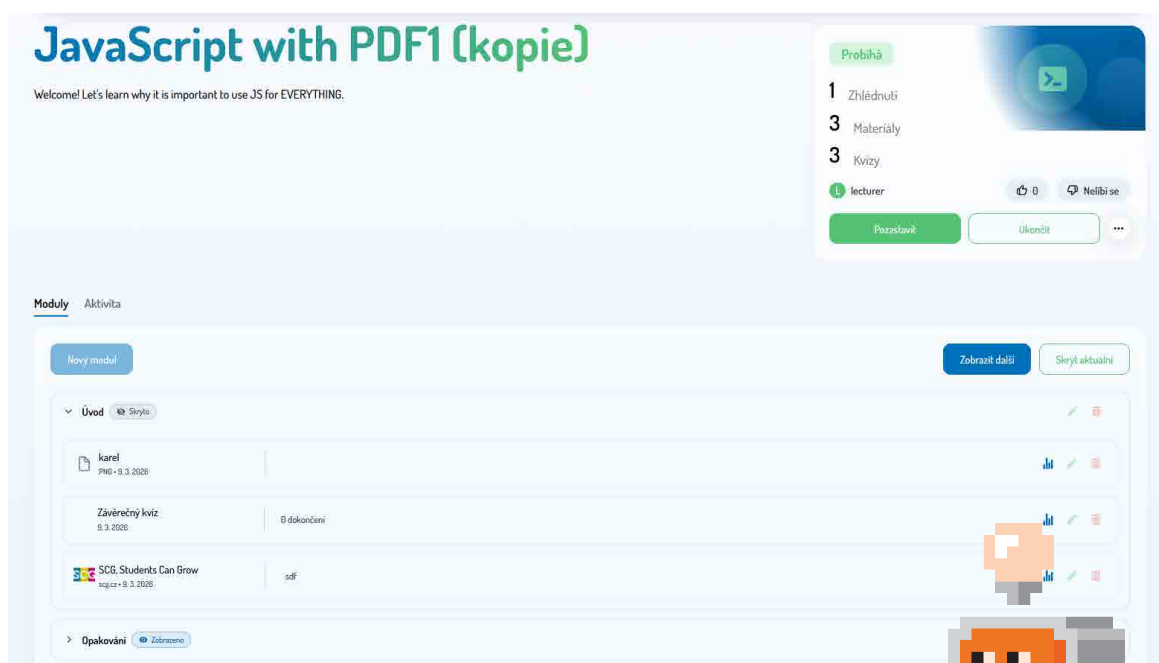 JavaScript with PDF1 (kopie)
Welcome! Let's learn why it is important to use JS for EVERYTHING.
Probíhá
1 Zhlédnutí
3 Materiály
3 Kvízy
L lecturer
0
Nelíbí se
Pozastavit
Ukončit
Moduly Aktivita
Nový modul
Zobrazit další
Skrýt aktuální
Úvod Skryto
karel
PNG • 9. 3. 2026
Závěrečný kvíz
9. 3. 2026
0 dokončení
SCG
SCG, Students Can Grow
scg.cz • 9. 3. 2026
sdf
Opakování Zobrazeno